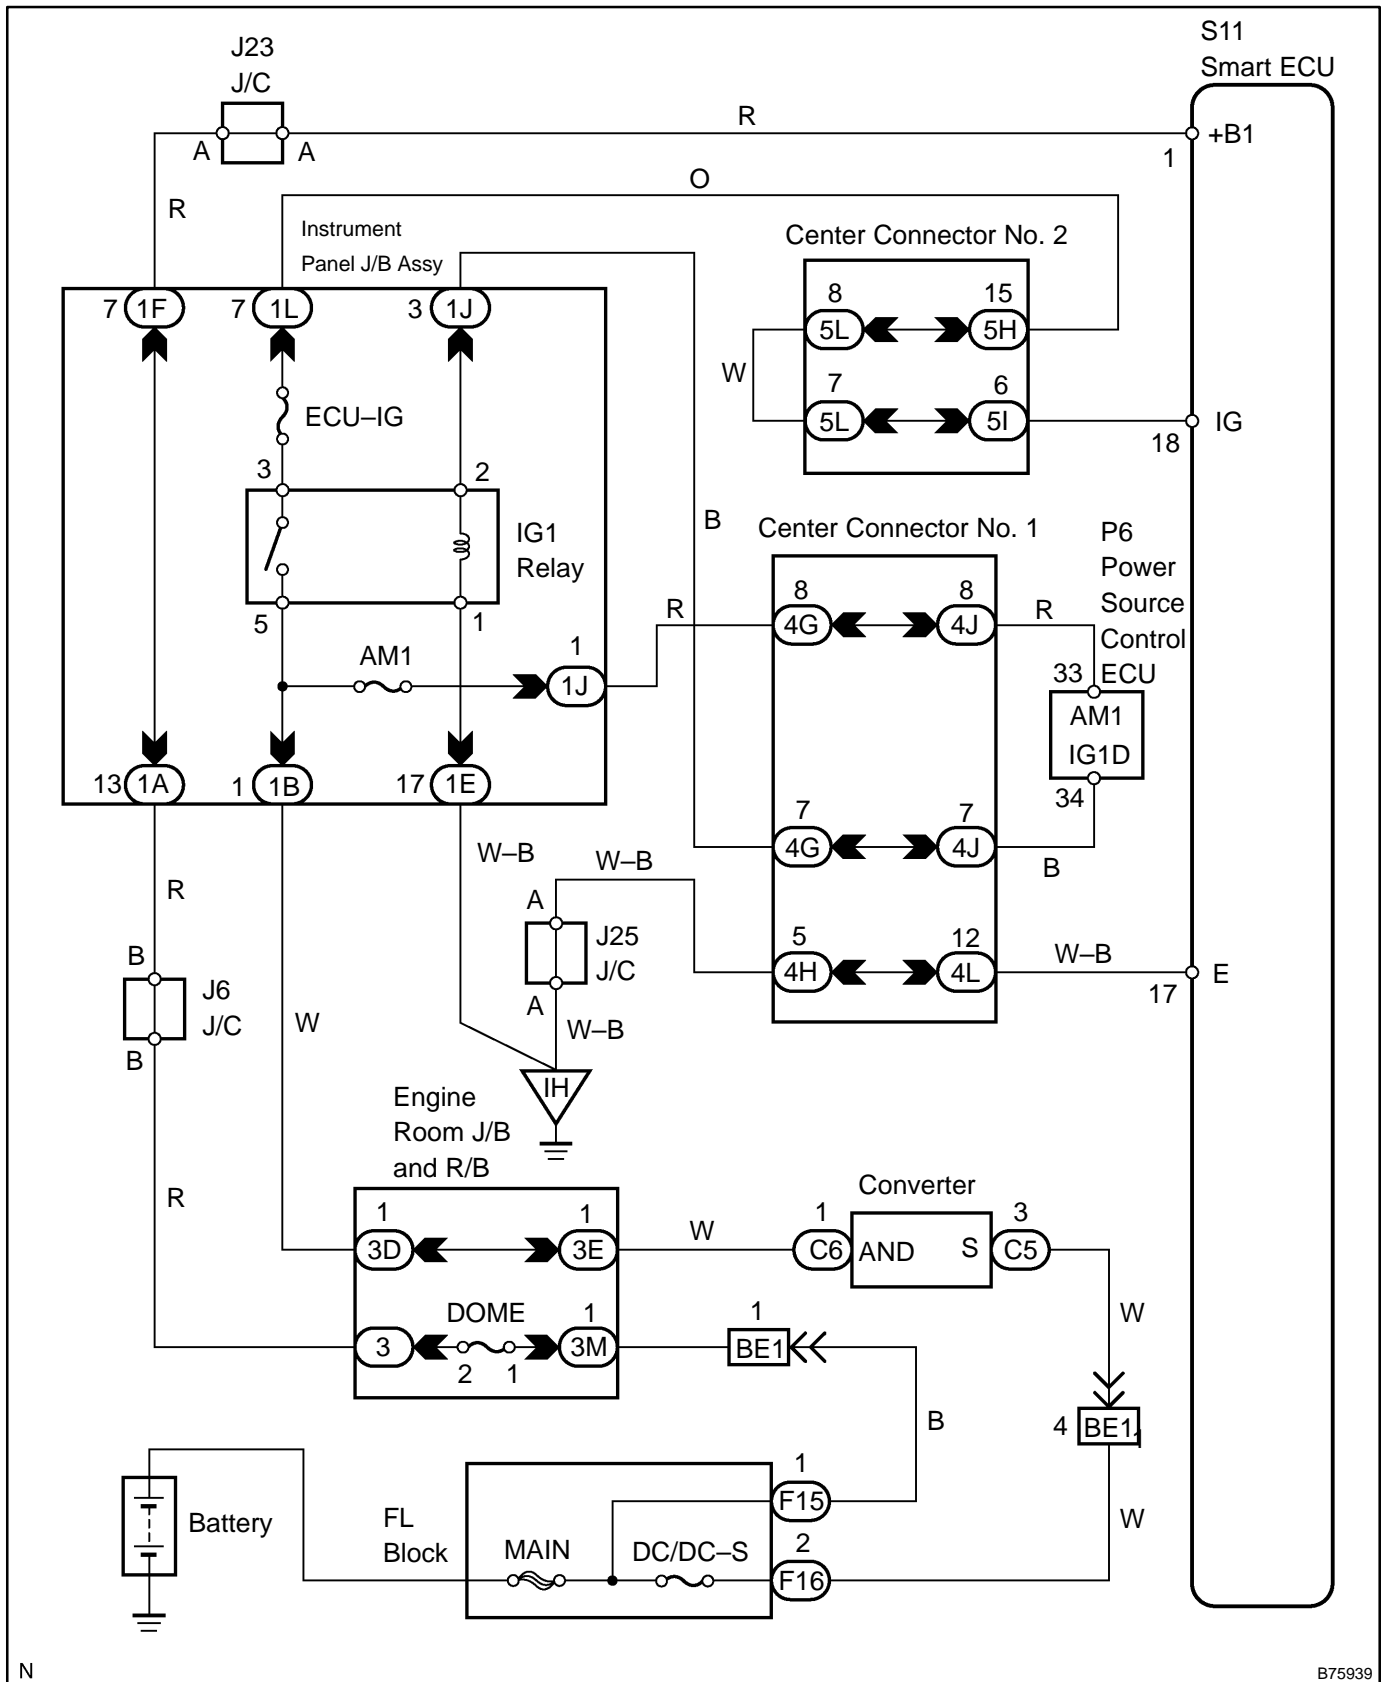 S11
Smart ECU
J23
J/C
R
A
A
+B1
1
R
O
Instrument
Panel J/B Assy
Center Connector No. 2
7
1F
7
1L
3
1J
8
15
5L
5H
W
ECU–IG
7
6
5L
5I
IG
18
3
2
B
Center Connector No. 1
P6
Power
Source
Control
ECU
IG1
Relay
8
8
R
4G
4J
R
5
1
AM1
1
1J
33
AM1
IG1D
34
13
1A
1
1B
17
1E
7
7
4G
4J
B
W–B
W–B
R
A
J25
J/C
5
12
4H
4L
W–B
E
17
B
J6
J/C
A
W–B
W
B
IH
Engine
Room J/B
and R/B
R
Converter
1
1
W
1
3
3D
3E
C6
AND
S
C5
DOME
1
1
W
3
3M
BE1
2
1
B
4
BE1
1
1
F15
Battery
FL
Block
MAIN
DC/DC–S
2
F16
W
N
B75939